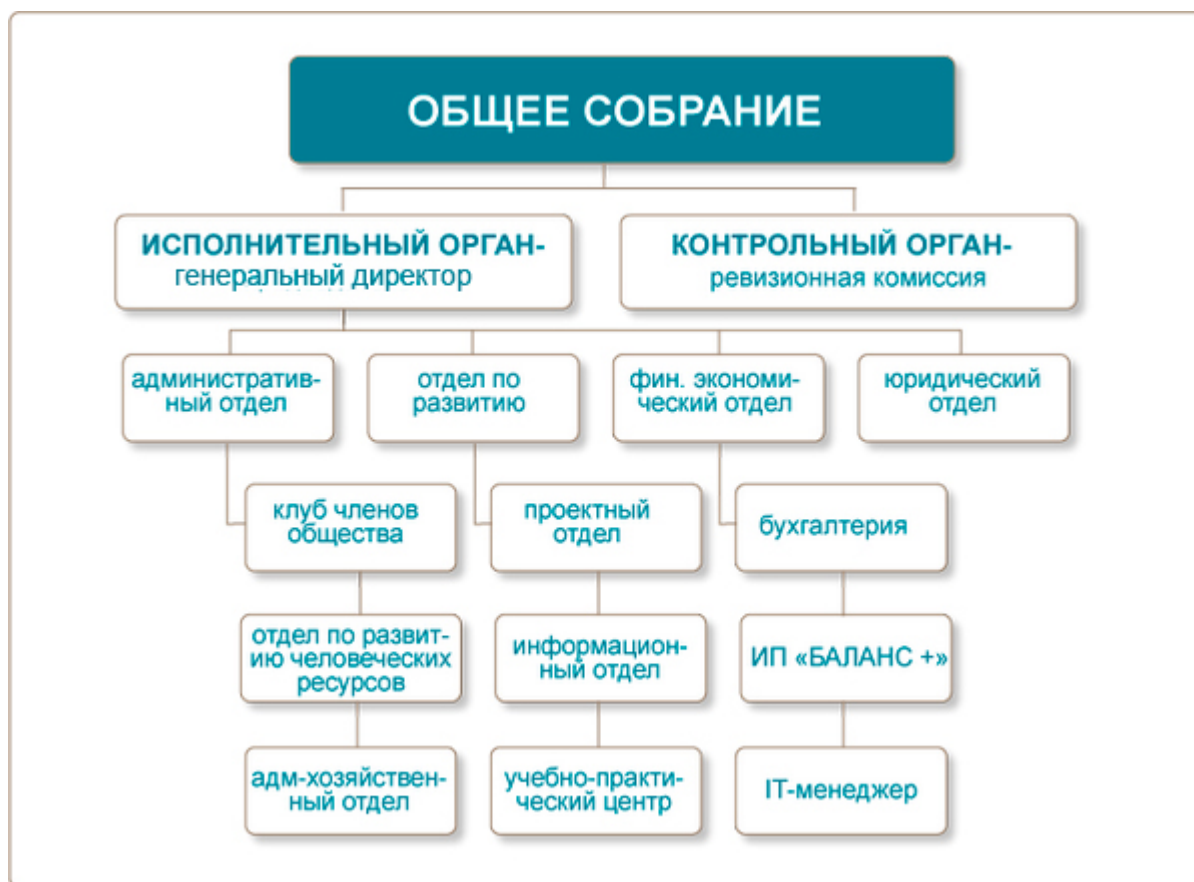 ОБЩЕЕ СОБРАНИЕ
ИСПОЛНИТЕЛЬНЫЙ ОРГАН-
генеральный директор
КОНТРОЛЬНЫЙ ОРГАН-
ревизионная комиссия
административ-
ный отдел
отдел по
развитию
фин. экономи-
ческий отдел
юридический
отдел
клуб членов
общества
проектный
отдел
бухгалтерия
отдел по развит-
ию человеческих
ресурсов
информацион-
ный отдел
ИП «БАЛАНС +»
адм-хозяйствен-
ный отдел
учебно-практи-
ческий центр
IT-менеджер